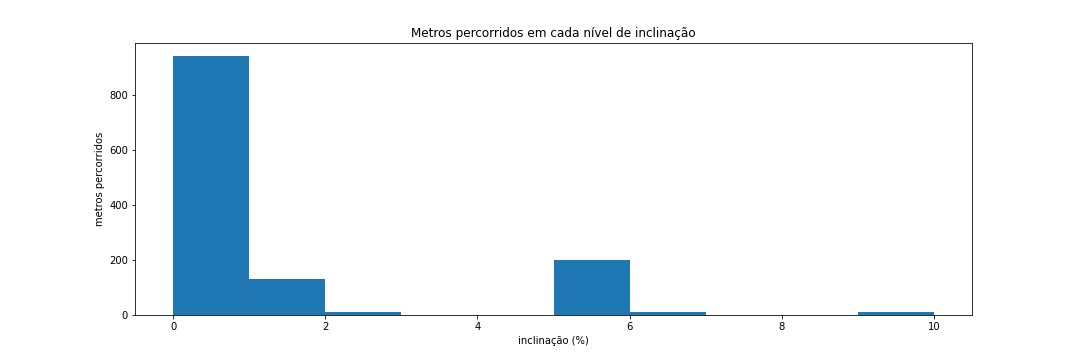 Metros percorridos em cada nível de inclinação
metros percorridos
800
600
400
200
0
0 2 4 6 8 10
inclinação (%)